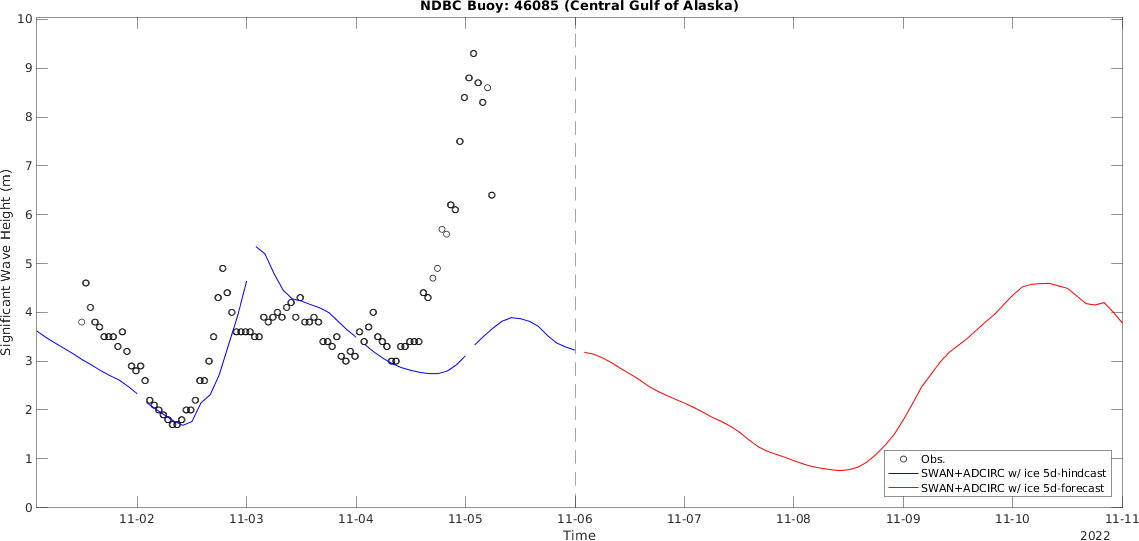 NDBC Buoy: 46085 (Central Gulf of Alaska)
10
9
8
7
6
5
4
3
2
1
0
Significant Wave Height (m)
Obs.
SWAN+ADCIRC w/ ice 5d-hindcast
SWAN+ADCIRC w/ ice 5d-forecast
11-02 11-03 11-04 11-05 11-06 11-07 11-08 11-09 11-10 11-11
Time
2022